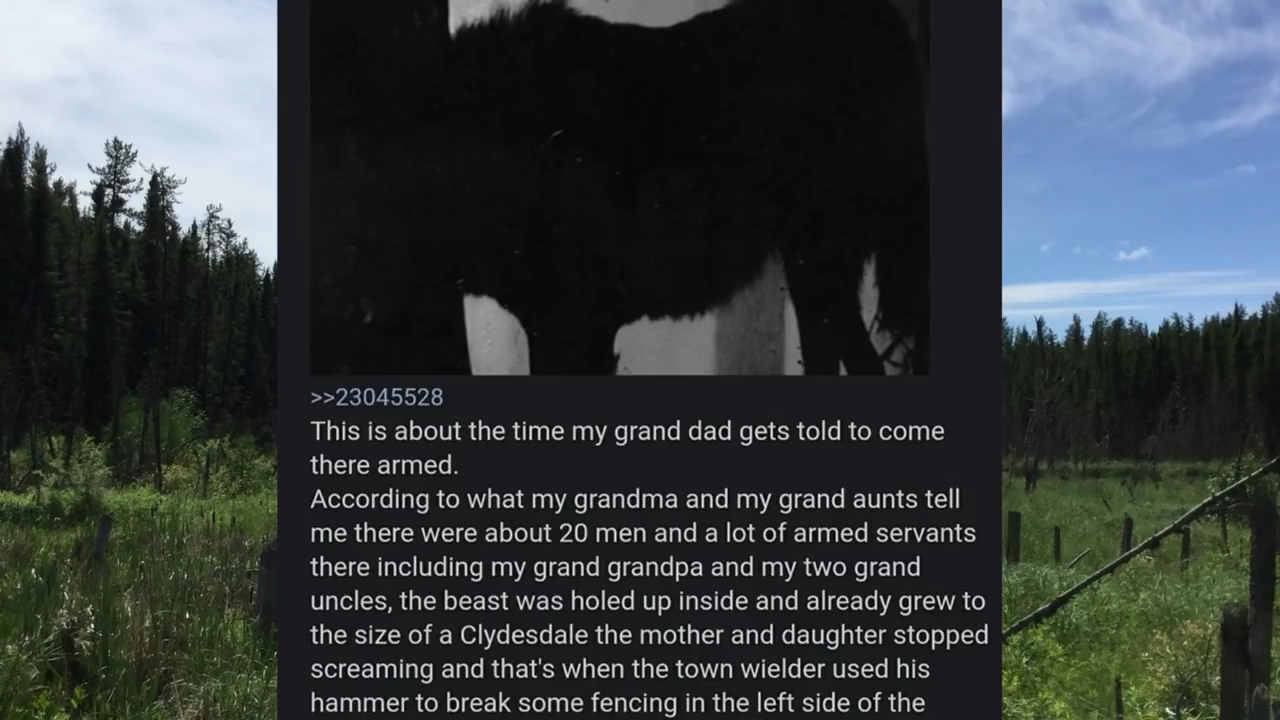 >>23045528
This is about the time my grand dad gets told to come
there armed.
According to what my grandma and my grand aunts tell
me there were about 20 men and a lot of armed servants
there including my grand grandpa and my two grand
uncles, the beast was holed up inside and already grew to
the size of a Clydesdale the mother and daughter stopped
screaming and that's when the town wielder used his
hammer to break some fencing in the left side of the